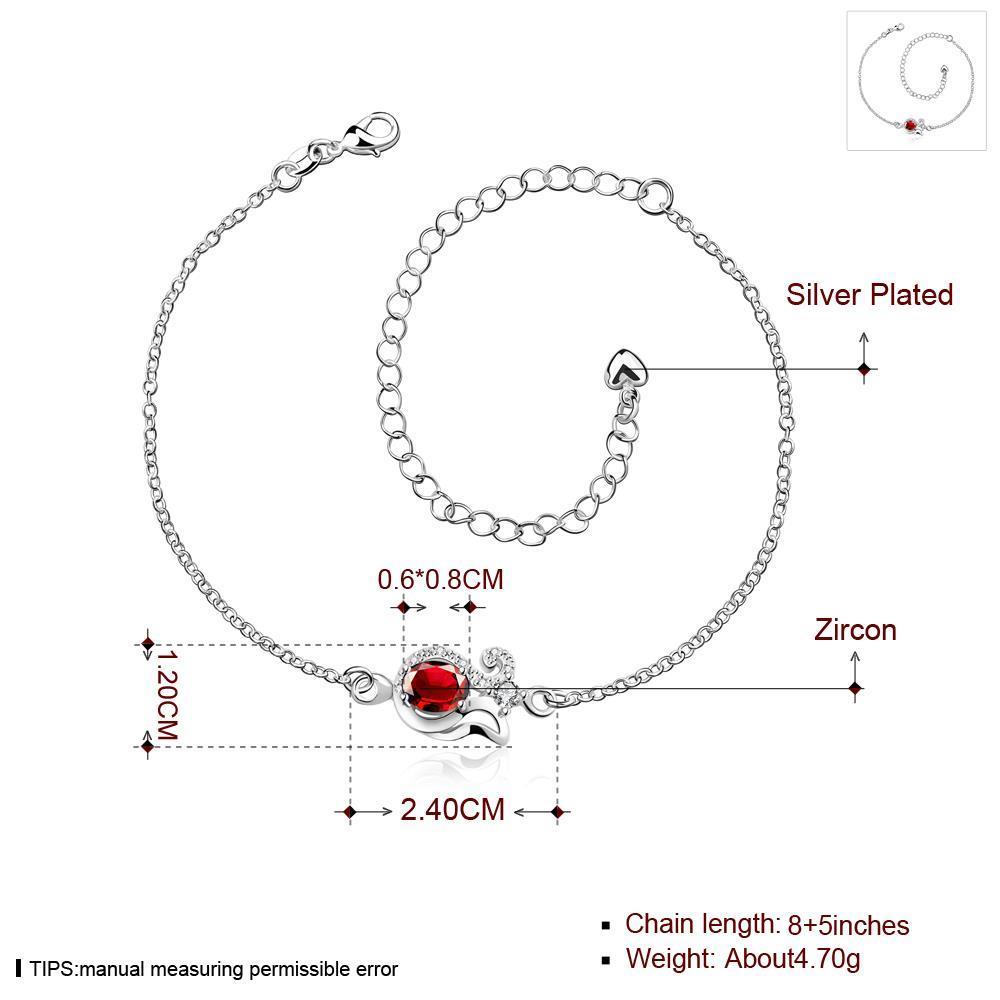 Silver Plated
0.6*0.8CM
Zircon
1.20CM
2.40CM
Chain length: 8+5inches
Weight: About4.70g
TIPS:manual measuring permissible error